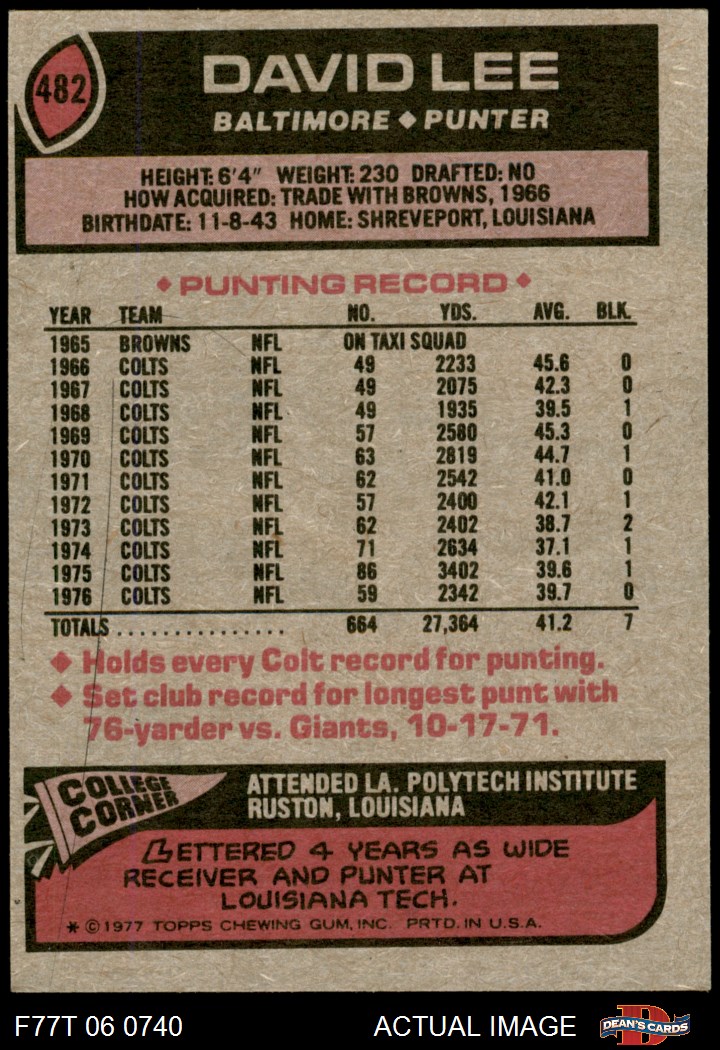 482
DAVID LEE
BALTIMORE ♦ PUNTER
HEIGHT: 6'4" WEIGHT: 230 DRAFTED: NO
HOW ACQUIRED: TRADE WITH BROWNS, 1966
BIRTHDATE: 11-8-43 HOME: SHREVEPORT, LOUISIANA
♦ PUNTING RECORD ♦
YEAR TEAM NO. YDS. AVG. BLK.
1965 BROWNS NFL ON TAXI SQUAD
1966 COLTS NFL 49 2233 45.6 0
1967 COLTS NFL 49 2075 42.3 0
1968 COLTS NFL 49 1935 39.5 1
1969 COLTS NFL 57 2580 45.3 0
1970 COLTS NFL 63 2819 44.7 1
1971 COLTS NFL 62 2542 41.0 0
1972 COLTS NFL 57 2400 42.1 1
1973 COLTS NFL 62 2402 38.7 2
1974 COLTS NFL 71 2634 37.1 1
1975 COLTS NFL 86 3402 39.6 1
1976 COLTS NFL 59 2342 39.7 0
TOTALS................ 664 27,364 41.2 7
♦ Holds every Colt record for punting.
♦ Set club record for longest punt with
76-yarder vs. Giants, 10-17-71.
COLLEGE
CORNER
ATTENDED LA. POLYTECH INSTITUTE
RUSTON, LOUISIANA
LETTERED 4 YEARS AS WIDE
RECEIVER AND PUNTER AT
LOUISIANA TECH.
* © 1977 TOPPS CHEWING GUM, INC. PRTD. IN U.S.A.
F77T 06 0740 ACTUAL IMAGE
D
DEAN'S CARDS